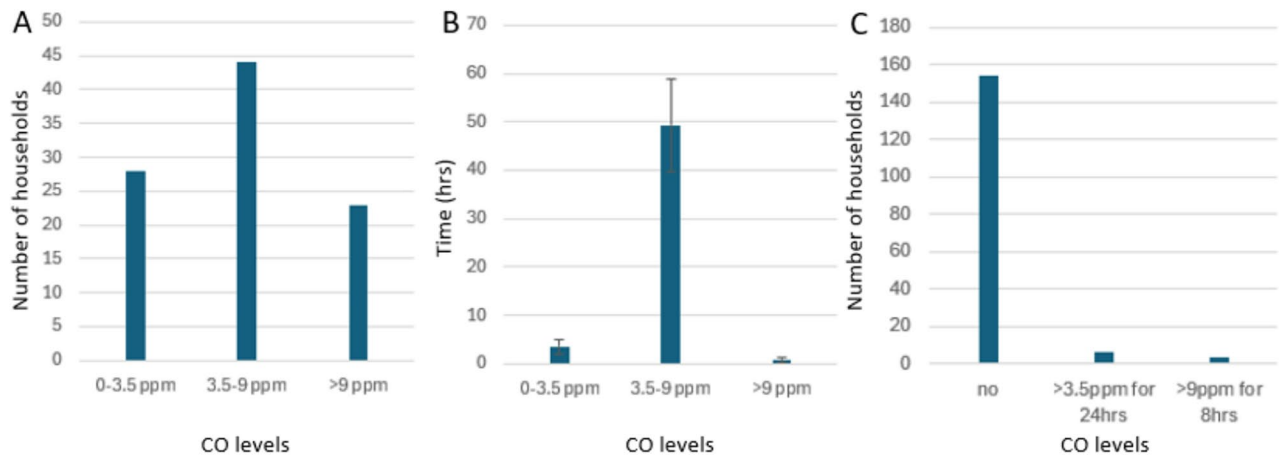 A
Number of households
50
45
40
35
30
25
20
15
10
5
0
0-3.5 ppm
3.5-9 ppm
>9 ppm
CO levels
B
Time (hrs)
70
60
50
40
30
20
10
0
0-3.5 ppm
3.5-9 ppm
>9 ppm
CO levels
C
Number of households
180
160
140
120
100
80
60
40
20
0
no
>3.5ppm for
24hrs
>9ppm for
8hrs
CO levels